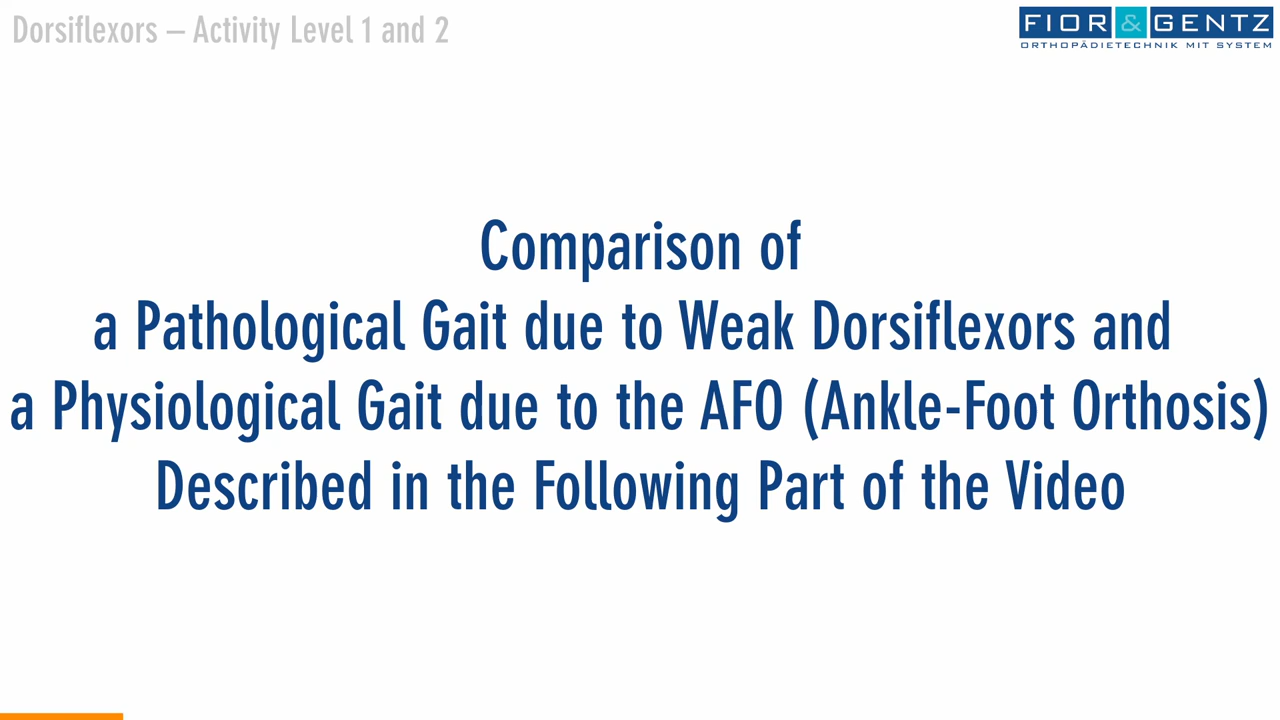 Dorsiflexors – Activity Level 1 and 2
FIOR & GENTZ
ORTHOPÄDIETECHNIK MIT SYSTEM
Comparison of
a Pathological Gait due to Weak Dorsiflexors and
a Physiological Gait due to the AFO (Ankle-Foot Orthosis)
Described in the Following Part of the Video